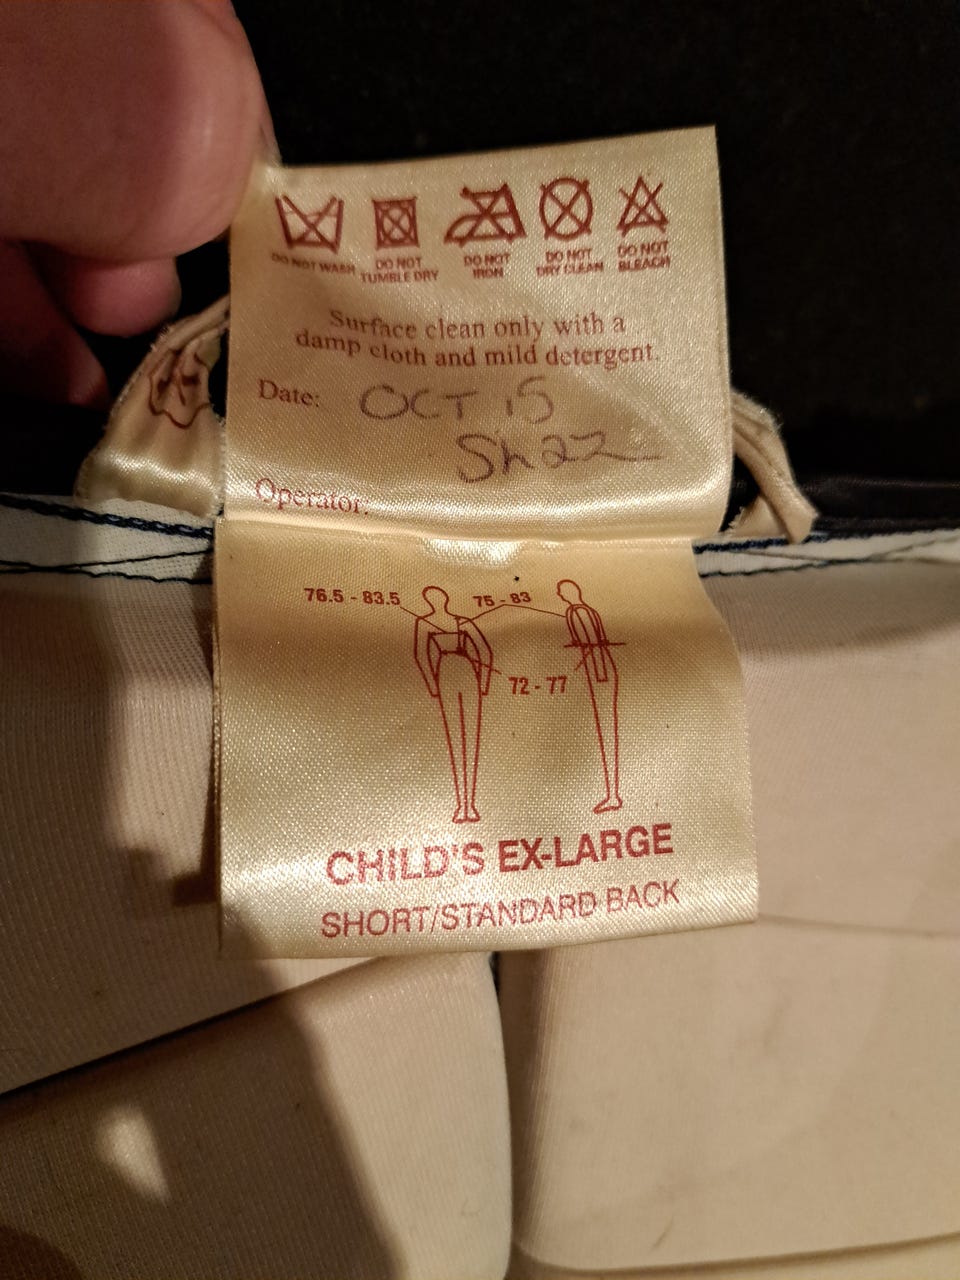 DO NOT WASH
DO NOT TUMBLE DRY
DO NOT IRON
DO NOT DRY CLEAN
DO NOT BLEACH
Surface clean only with a
damp cloth and mild detergent.
Date: OCT 15
Shaz
Operator:
76.5 - 83.5
75 - 83
72 - 77
CHILD'S EX-LARGE
SHORT/STANDARD BACK